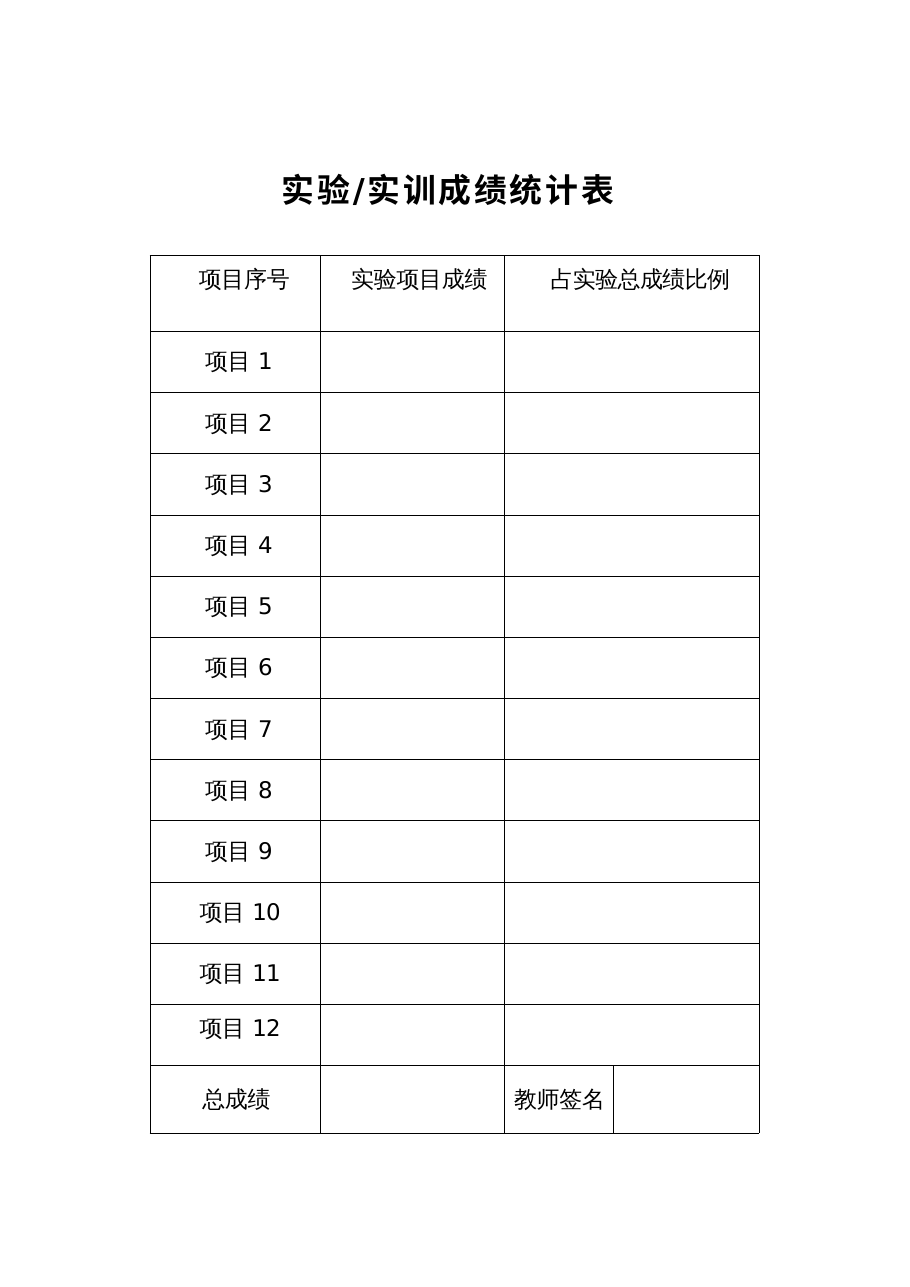 实验/实训成绩统计表
项目序号 实验项目成绩 占实验总成绩比例
项目 1
项目 2
项目 3
项目 4
项目 5
项目 6
项目 7
项目 8
项目 9
项目 10
项目 11
项目 12
总成绩 教师签名